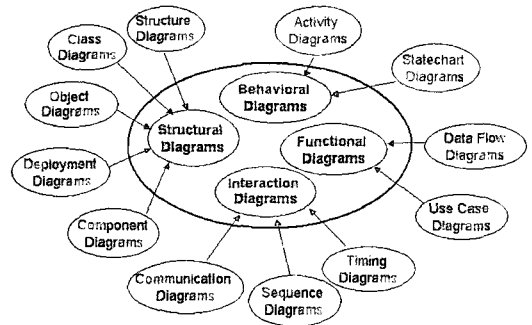 Structure
Diagrams
Activity
Diagrams
Class
Diagrams
Statechart
Diagrams
Behavioral
Diagrams
Object
Diagrams
Structural
Diagrams
Functional
Diagrams
Data Flow
Diagrams
Deployment
Diagrams
Interaction
Diagrams
Use Case
Diagrams
Component
Diagrams
Communication
Diagrams
Sequence
Diagrams
Timing
Diagrams